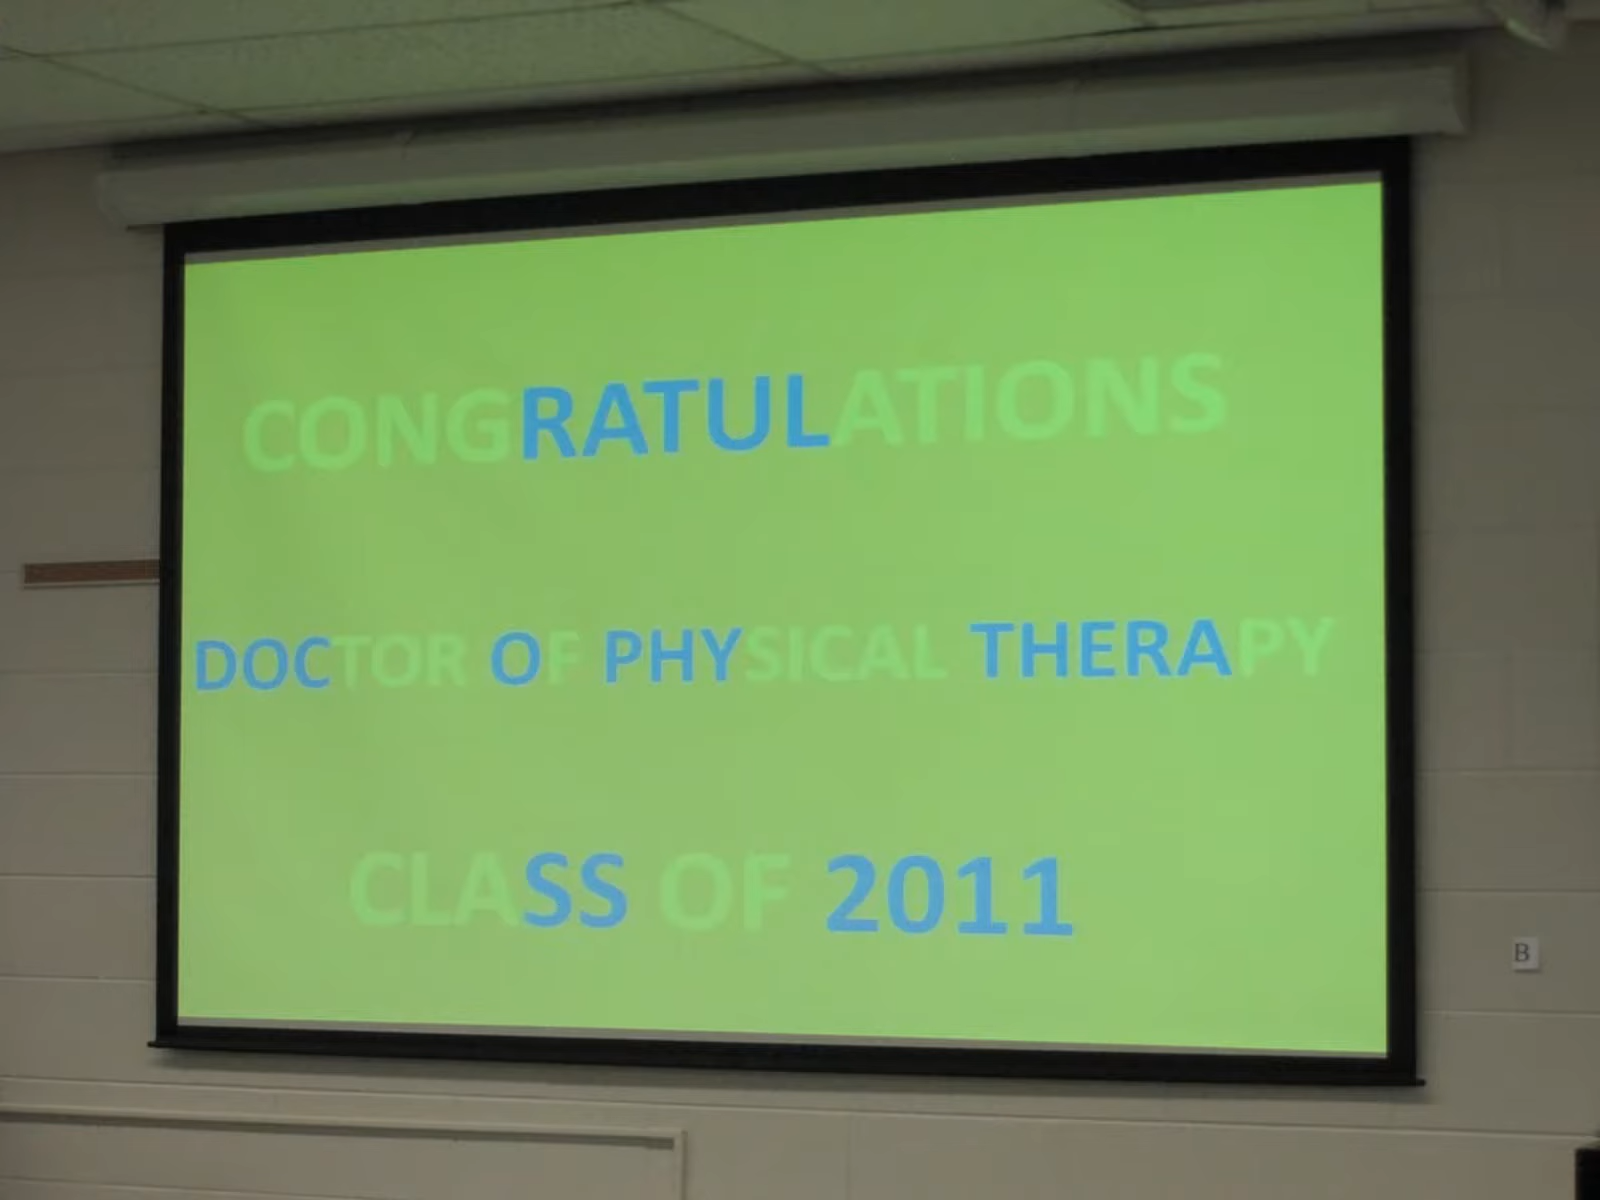 CONGRATULATIONS
DOCTOR OF PHYSICAL THERAPY
CLASS OF 2011
B